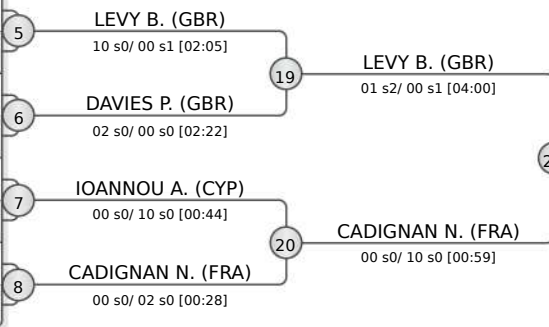 5
LEVY B. (GBR)
10 s0/ 00 s1 [02:05]
19
LEVY B. (GBR)
01 s2/ 00 s1 [04:00]
6
DAVIES P. (GBR)
02 s0/ 00 s0 [02:22]
7
IOANNOU A. (CYP)
00 s0/ 10 s0 [00:44]
20
CADIGNAN N. (FRA)
00 s0/ 10 s0 [00:59]
8
CADIGNAN N. (FRA)
00 s0/ 02 s0 [00:28]